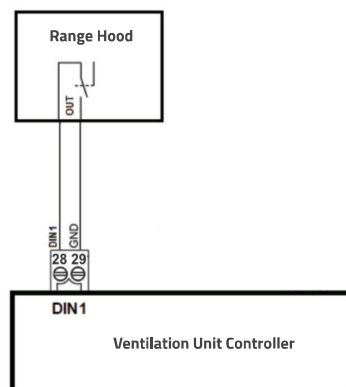 Range Hood
OUT
DIN1
GND
28 29
DIN1
Ventilation Unit Controller